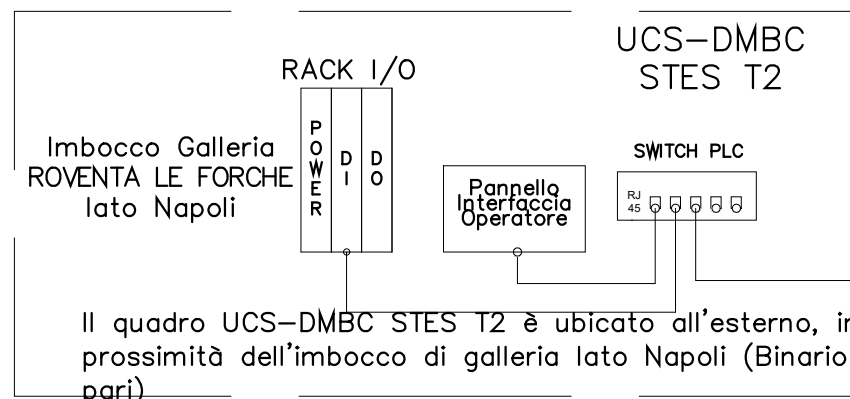 UCS-DMBC
STES T2
RACK I/O
POWER
DI
DO
Imbocco Galleria
ROVENTA LE FORCHE
lato Napoli
Pannello
Interfaccia
Operatore
SWITCH PLC
RJ
45
Il quadro UCS-DMBC STES T2 è ubicato all'esterno, in
prossimità dell'imbocco di galleria lato Napoli (Binario
pari)